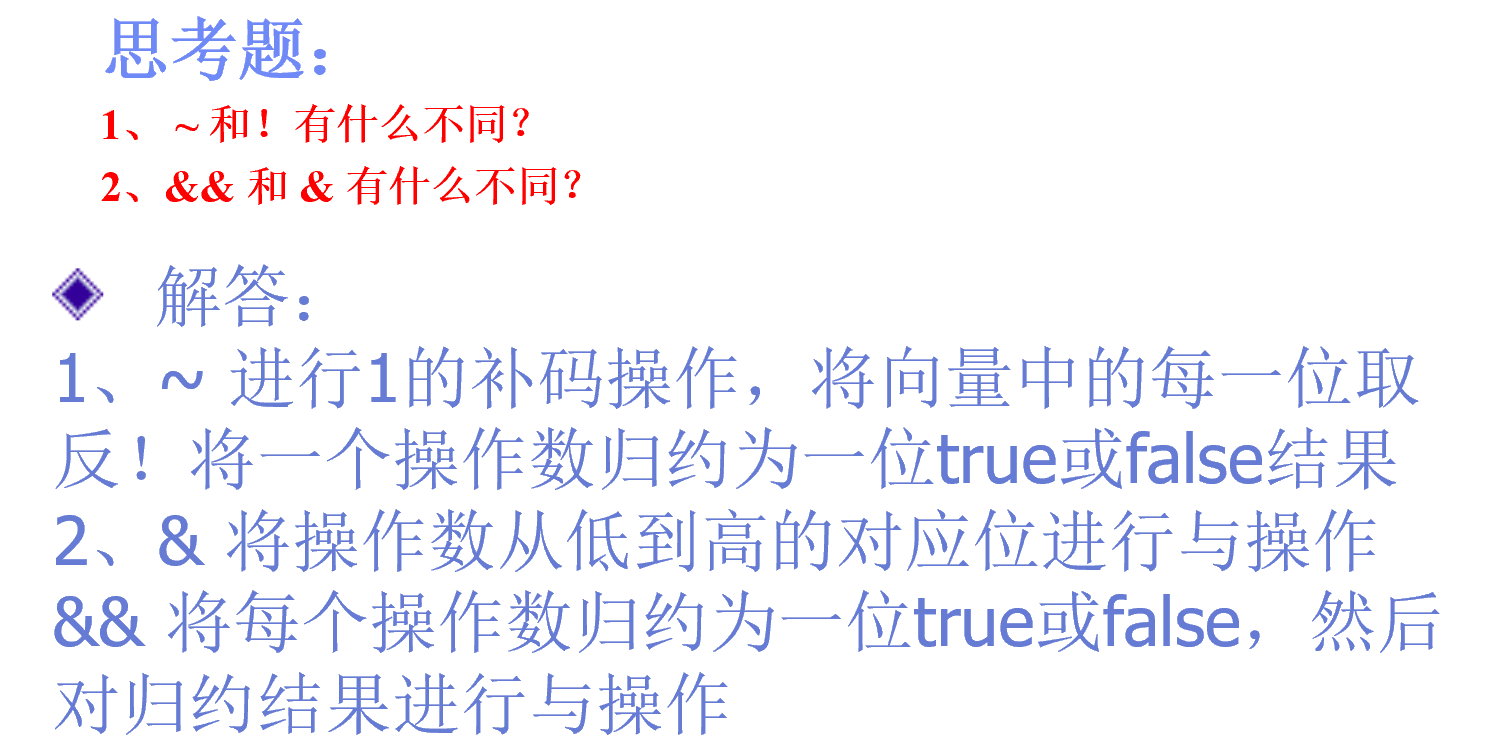 思考题：
1、 ~ 和！有什么不同？
2、&& 和 & 有什么不同？
解答：
1、~ 进行1的补码操作，将向量中的每一位取
反！将一个操作数归约为一位true或false结果
2、& 将操作数从低到高的对应位进行与操作
&& 将每个操作数归约为一位true或false，然后
对归约结果进行与操作